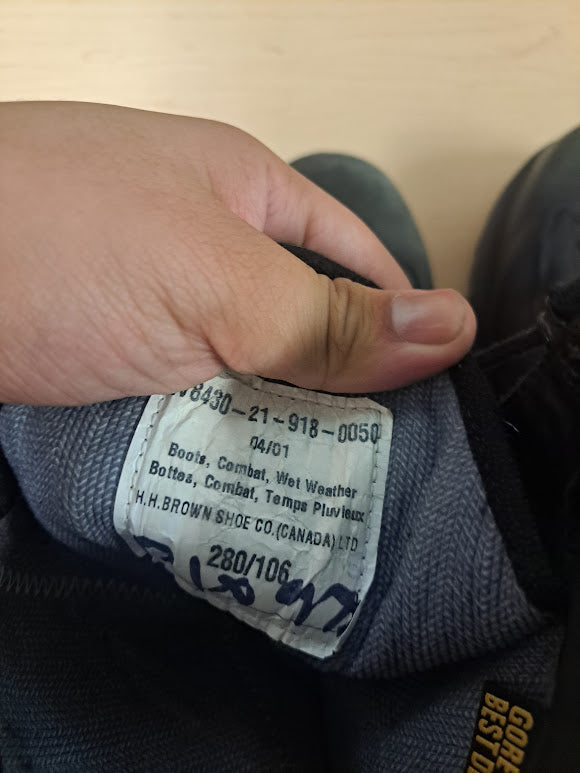 8430-21-918-0050
04/01
Boots, Combat, Wet Weather
Bottes, Combat, Temps Pluvieux
H.H.BROWN SHOE CO.(CANADA) LTD
280/106
GORE
BEST D